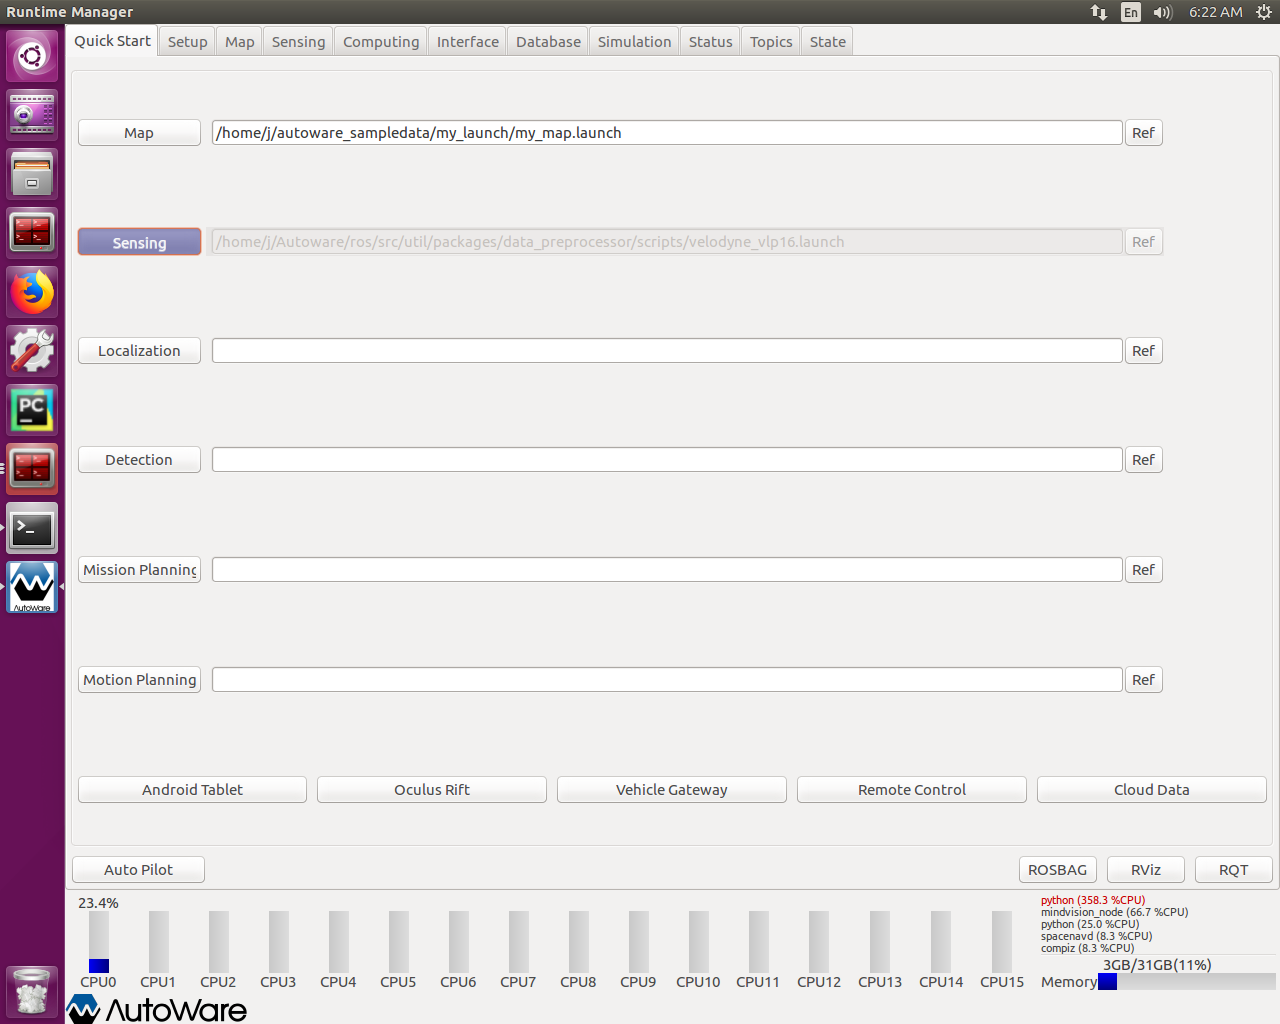 Runtime Manager
En
6:22 AM
Quick Start Setup Map Sensing Computing Interface Database Simulation Status Topics State
Map /home/j/autoware_sampledata/my_launch/my_map.launch Ref
Sensing /home/j/Autoware/ros/src/util/packages/data_preprocessor/scripts/velodyne_vlp16.launch Ref
Localization Ref
Detection Ref
Mission Planning Ref
Motion Planning Ref
Android Tablet Oculus Rift Vehicle Gateway Remote Control Cloud Data
Auto Pilot ROSBAG RViz RQT
23.4%
CPU0 CPU1 CPU2 CPU3 CPU4 CPU5 CPU6 CPU7 CPU8 CPU9 CPU10 CPU11 CPU12 CPU13 CPU14 CPU15
python (358.3 %CPU)
mindvision_node (66.7 %CPU)
python (25.0 %CPU)
spacenavd (8.3 %CPU)
compiz (8.3 %CPU)
3GB/31GB(11%)
Memory
AutoWare
PC
AutoWare